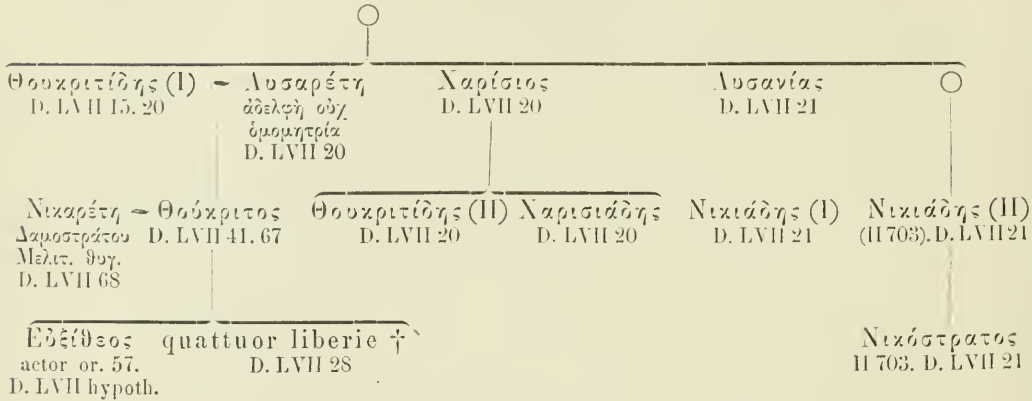 Θουκριτίδης (I) – Λυσαρέτη Χαρίσιος Λυσανίας
D. LVII 15. 20 ἀδελφὴ οὐχ D. LVII 20 D. LVII 21
ὁμομητρία
D. LVII 20
Νικαρέτη – Θούκριτος Θουκριτίδης (II) Χαρισιάδης Νικιάδης (I) Νικιάδης (II)
Δαμοστράτου D. LVII 41. 67 D. LVII 20 D. LVII 20 D. LVII 21 (II 703). D. LVII 21
Μελιτ. θυγ.
D. LVII 68
Εὐξίθεος quattuor liberie † Νικόστρατος
actor or. 57. D. LVII 28 II 703. D. LVII 21
D. LVII hypoth.